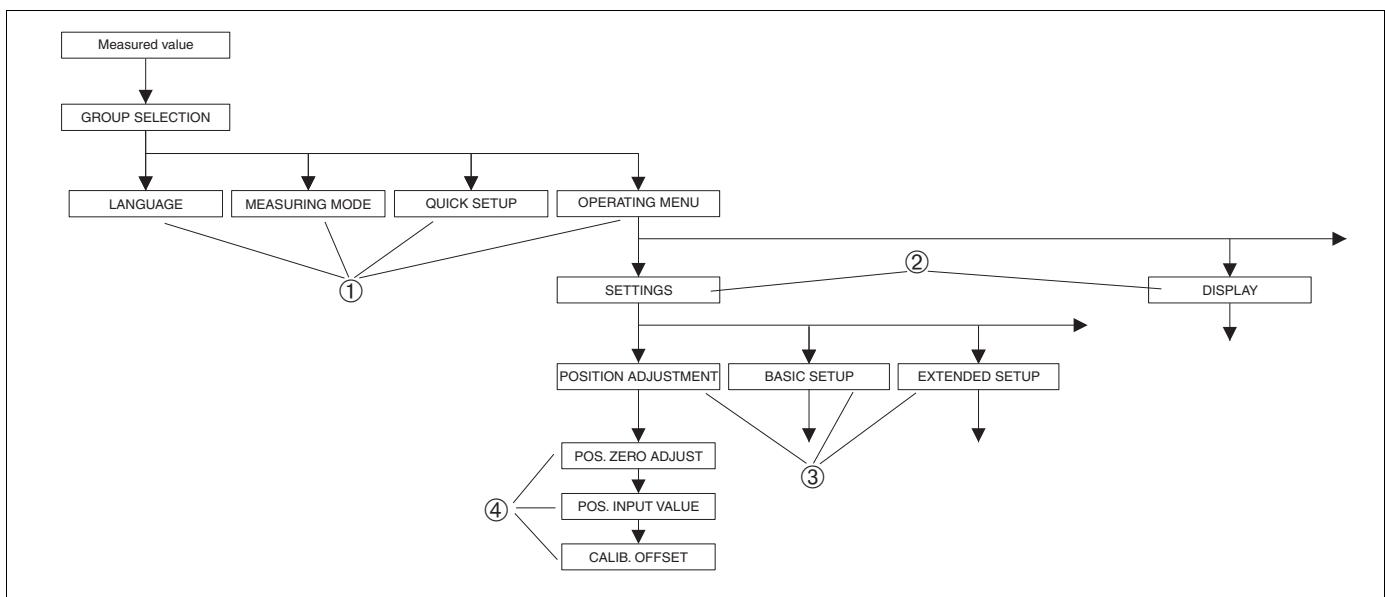 Measured value
GROUP SELECTION
LANGUAGE
MEASURING MODE
QUICK SETUP
OPERATING MENU
①
SETTINGS
②
DISPLAY
POSITION ADJUSTMENT
BASIC SETUP
EXTENDED SETUP
③
④
POS. ZERO ADJUST
POS. INPUT VALUE
CALIB. OFFSET